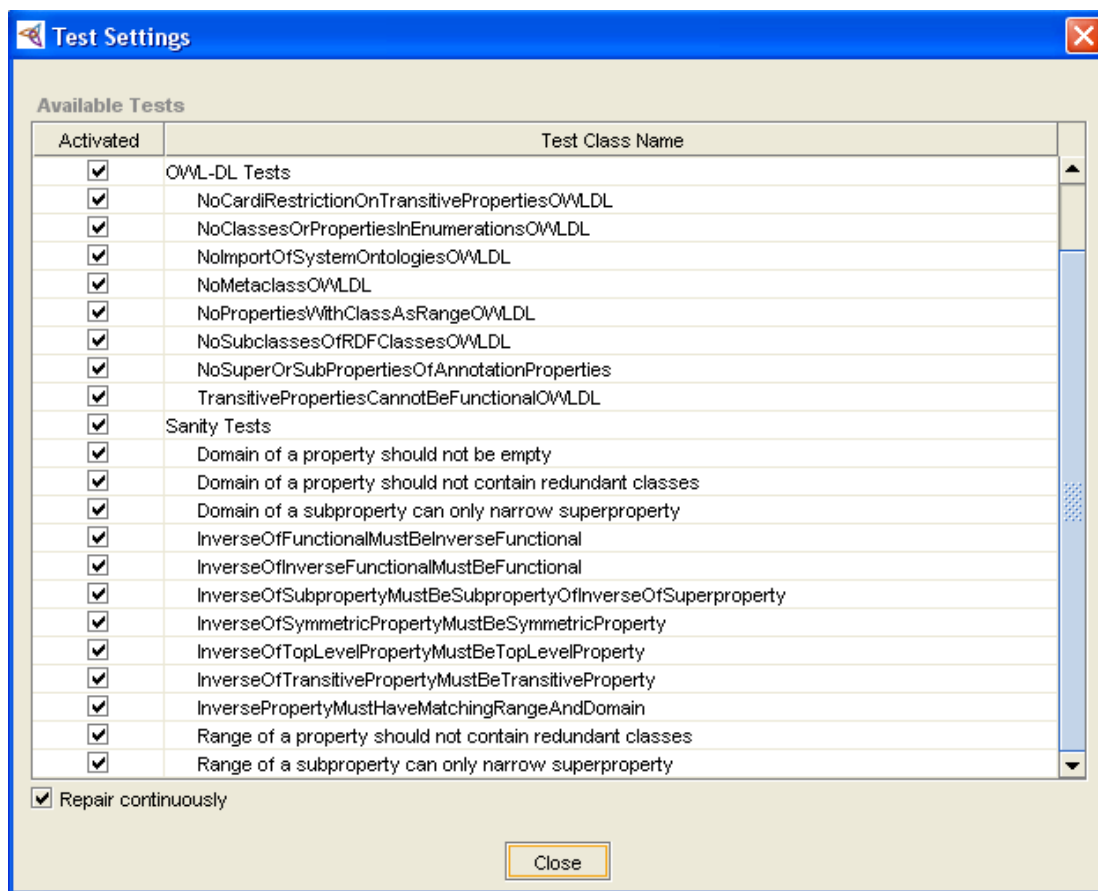 Test Settings
Available Tests
Activated Test Class Name
OWL-DL Tests
NoCardiRestrictionOnTransitivePropertiesOWLDL
NoClassesOrPropertiesInEnumerationsOWLDL
NoImportOfSystemOntologiesOWLDL
NoMetaclassOWLDL
NoPropertiesWithClassAsRangeOWLDL
NoSubclassesOfRDFClassesOWLDL
NoSuperOrSubPropertiesOfAnnotationProperties
TransitivePropertiesCannotBeFunctionalOWLDL
Sanity Tests
Domain of a property should not be empty
Domain of a property should not contain redundant classes
Domain of a subproperty can only narrow superproperty
InverseOfFunctionalMustBeInverseFunctional
InverseOfInverseFunctionalMustBeFunctional
InverseOfSubpropertyMustBeSubpropertyOfInverseOfSuperproperty
InverseOfSymmetricPropertyMustBeSymmetricProperty
InverseOfTopLevelPropertyMustBeTopLevelProperty
InverseOfTransitivePropertyMustBeTransitiveProperty
InversePropertyMustHaveMatchingRangeAndDomain
Range of a property should not contain redundant classes
Range of a subproperty can only narrow superproperty
Repair continuously
Close